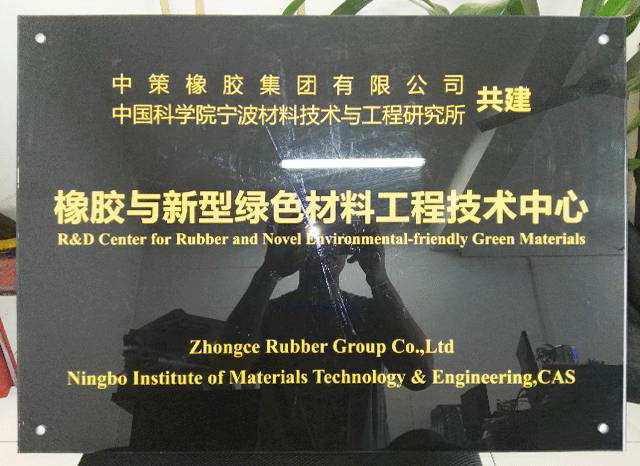 中策橡胶集团有限公司
中国科学院宁波材料技术与工程研究所 共建
橡胶与新型绿色材料工程技术中心
R&D Center for Rubber and Novel Environmental-friendly Green Materials
Zhongce Rubber Group Co.,Ltd
Ningbo Institute of Materials Technology & Engineering,CAS